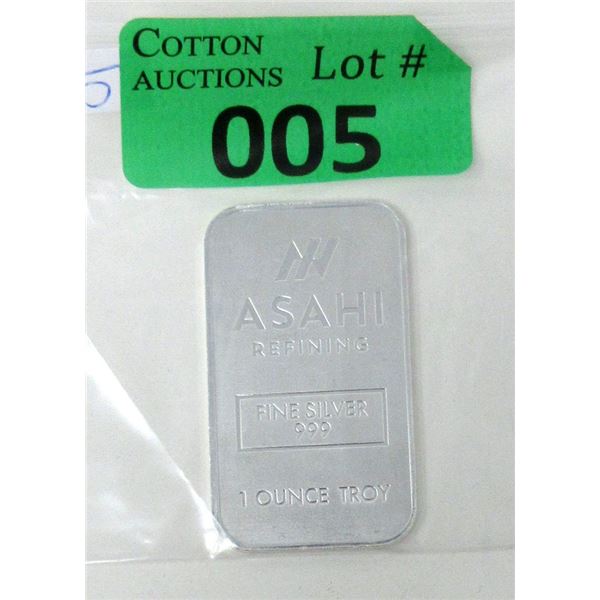 COTTON
AUCTIONS Lot #
005
ASAHI
REFINING
FINE SILVER
999
1 OUNCE TROY